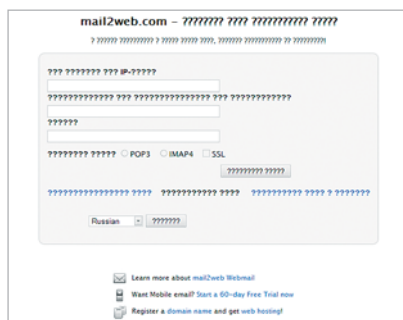 mail2web.com – ???????? ???? ??????????? ?????
? ?????? ?????????? ? ????? ????? ????, ??????? ??????????? ?? ??????????!
??? ??????? ??? IP-?????
????????????? ??? ??????????????? ??? ????????????
??????
???????? ????? POP3 IMAP4 SSL
????????? ?????
???????????????? ???? ??????????? ???? ?????????? ???? ? ???????
Russian ???????
Learn more about mail2web Webmail
Want Mobile email? Start a 60-day Free Trial now
Register a domain name and get web hosting!